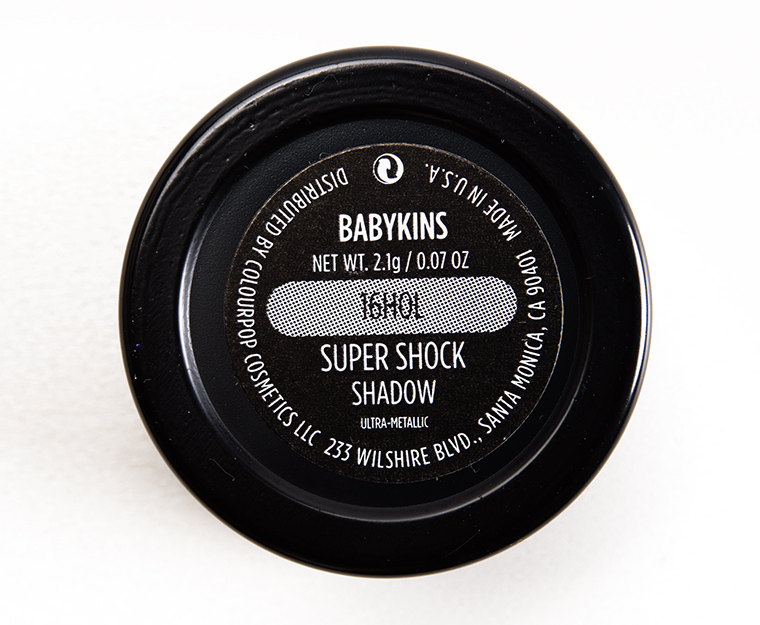 BABYKINS
NET WT. 2.1g / 0.07 OZ
16HOL
SUPER SHOCK
SHADOW
ULTRA-METALLIC
DISTRIBUTED BY COLOURPOP COSMETICS LLC 233 WILSHIRE BLVD., SANTA MONICA, CA 90401 MADE IN U.S.A.